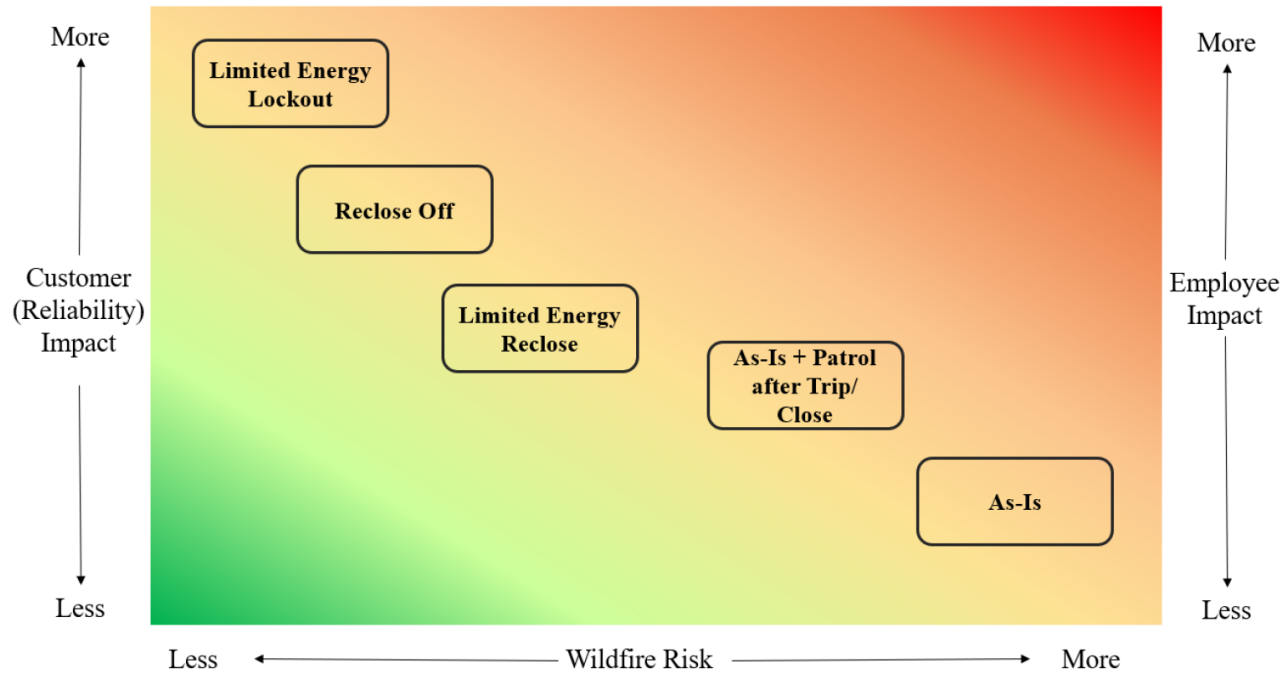 More
More
Limited Energy
Lockout
Reclose Off
Customer
(Reliability)
Impact
Employee
Impact
Limited Energy
Reclose
As-Is + Patrol
after Trip/
Close
As-Is
Less
Less
Less
Wildfire Risk
More